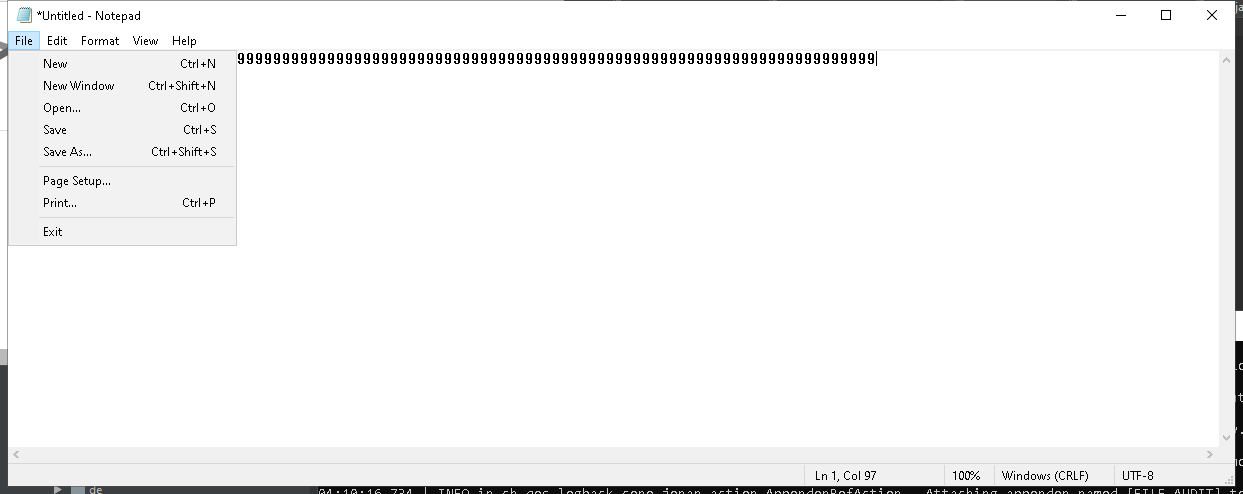 *Untitled - Notepad
File Edit Format View Help
ggggggggggggggggggggggggggggggggggggggggggggggggggggggggggggggggggggggg
New Ctrl+N
New Window Ctrl+Shift+N
Open... Ctrl+O
Save Ctrl+S
Save As... Ctrl+Shift+S
Page Setup...
Print... Ctrl+P
Exit
Ln 1, Col 97 100% Windows (CRLF) UTF-8
de 04:10:16,734 | INFO in ch.qos.logback.core.joran.action.AppenderRefAction - Attaching appender named [FILE_AUDIT] t